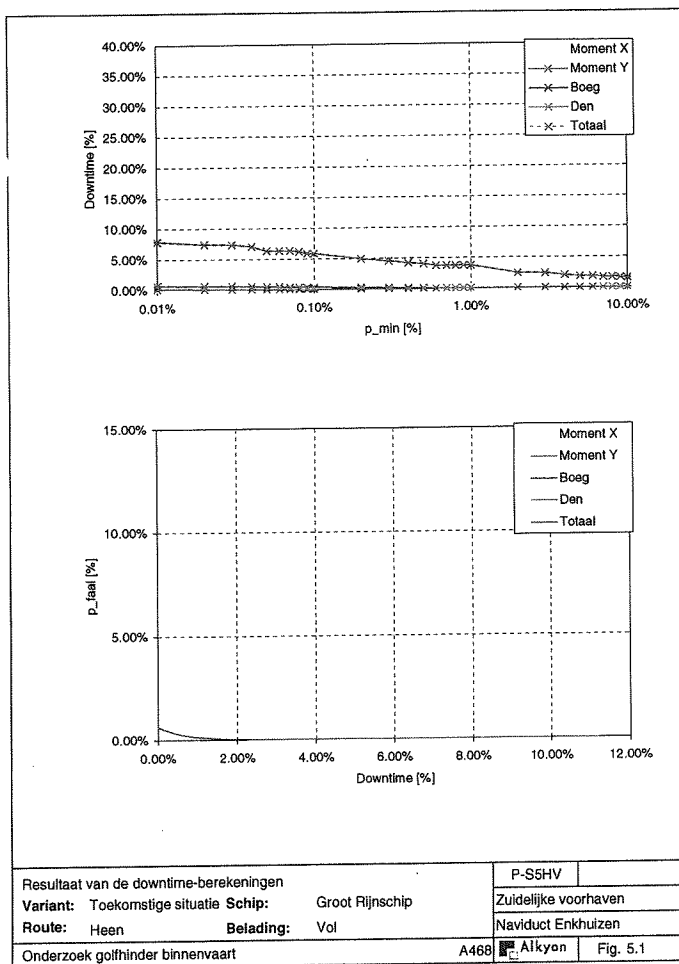 40.00%
35.00%
30.00%
25.00%
20.00%
15.00%
10.00%
5.00%
0.00%
Downtime [%]
0.01%
0.10%
1.00%
10.00%
p_min [%]
Moment X
Moment Y
Boeg
Den
Totaal
15.00%
10.00%
5.00%
0.00%
p_faal [%]
0.00%
2.00%
4.00%
6.00%
8.00%
10.00%
12.00%
Downtime [%]
Moment X
Moment Y
Boeg
Den
Totaal
Resultaat van de downtime-berekeningen
P-S5HV
Variant: Toekomstige situatie Schip: Groot Rijnschip
Zuidelijke voorhaven
Route: Heen Belading: Vol
Naviduct Enkhuizen
Onderzoek golfhinder binnenvaart A468 Alkyon Fig. 5.1